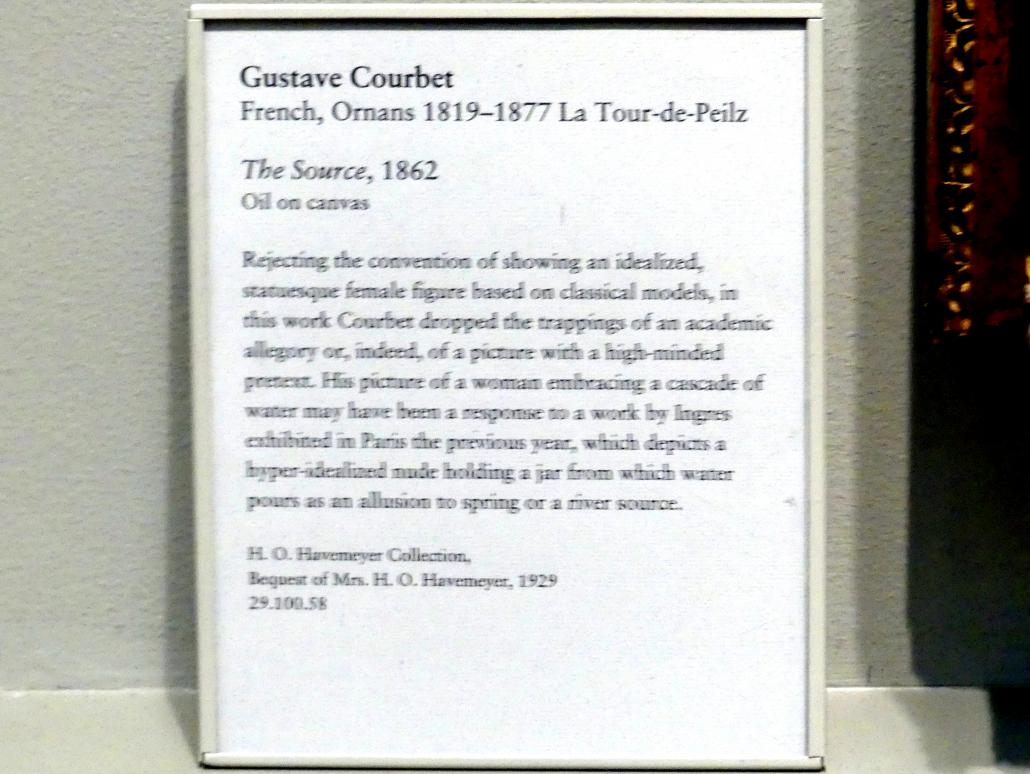 Gustave Courbet
French, Ornans 1819–1877 La Tour-de-Peilz
The Source, 1862
Oil on canvas
Rejecting the convention of showing an idealized,
statuesque female figure based on classical models, in
this work Courbet dropped the trappings of an academic
allegory or, indeed, of a picture with a high-minded
pretext. His picture of a woman embracing a cascade of
water may have been a response to a work by Ingres
exhibited in Paris the previous year, which depicts a
hyper-idealized nude holding a jar from which water
pours as an allusion to spring or a river source.
H. O. Havemeyer Collection,
Bequest of Mrs. H. O. Havemeyer, 1929
29.100.58